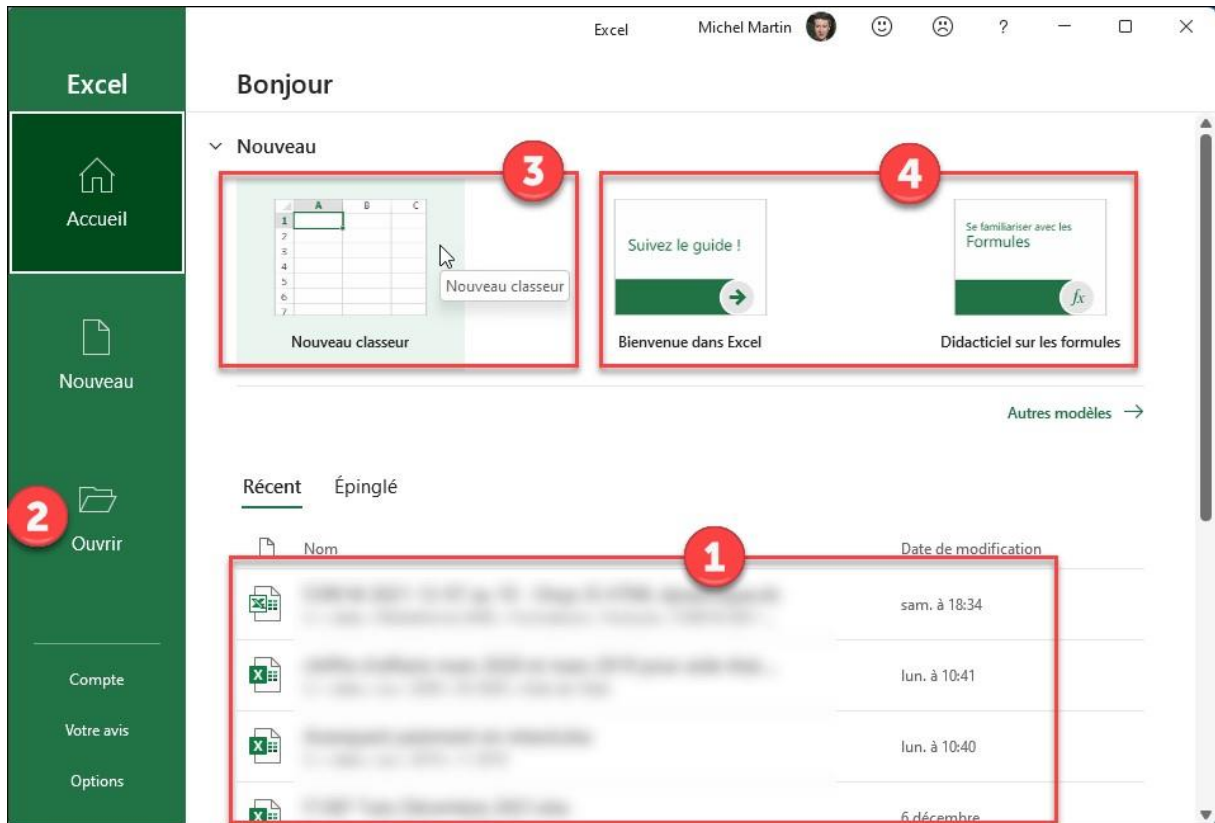 Excel Michel Martin ?
Excel
Bonjour
Accueil
Nouveau
Ouvrir
Compte
Votre avis
Options
Nouveau
3
4
A B C
1
2
3
4
5
6
7
Nouveau classeur
Nouveau classeur
Suivez le guide !
Bienvenue dans Excel
Se familiariser avec les
Formules
fx
Didacticiel sur les formules
Autres modèles
2
Récent Épinglé
1
Nom Date de modification
sam. à 18:34
lun. à 10:41
lun. à 10:40
6 décembre